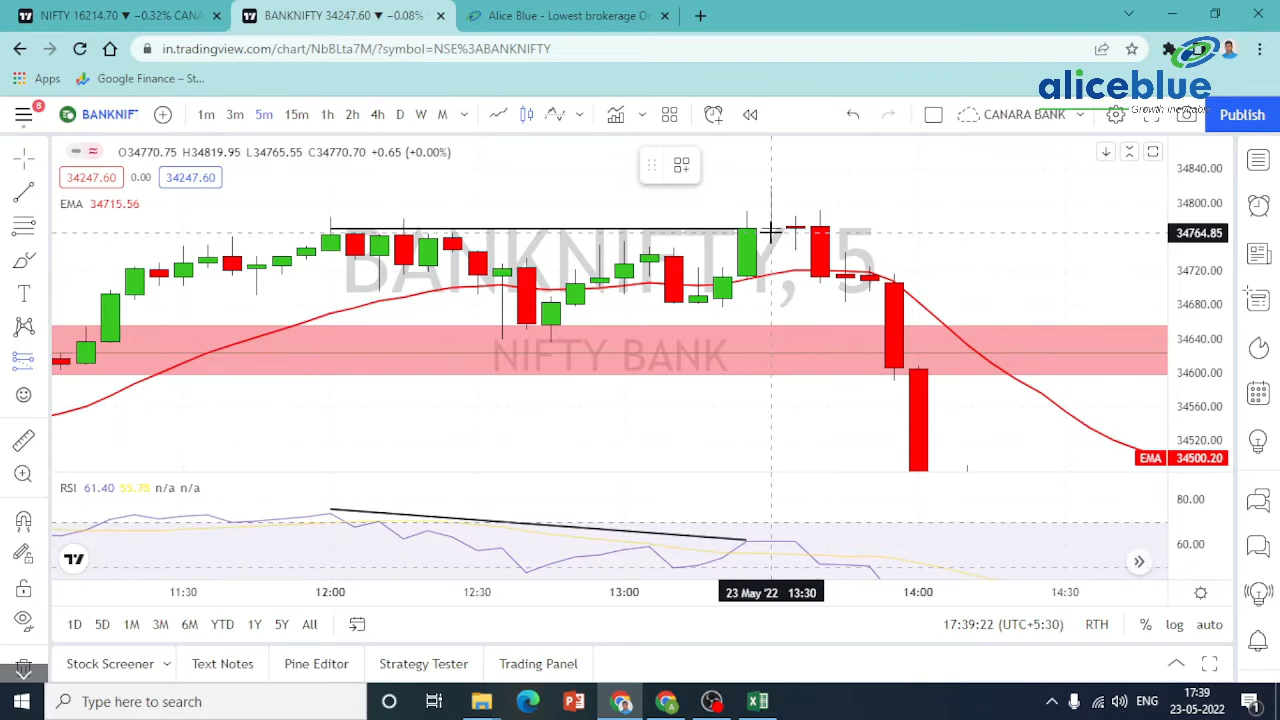 NIFTY 16214.70 ▼ −0.32% CANA
BANKNIFTY 34247.60 ▼ −0.08%
Alice Blue - Lowest brokerage On
in.tradingview.com/chart/NbBLta7M/?symbol=NSE%3ABANKNIFTY
Apps
Google Finance – St...
aliceblue
8
BANKNIF
1m 3m 5m 15m 1h 2h 4h D W M
CANARA BANK
Publish
O34770.75 H34819.95 L34765.55 C34770.70 +0.65 (+0.00%)
34247.60 0.00 34247.60
EMA 34715.56
BANKNIFTY, 5
NIFTY BANK
34840.00
34800.00
34764.85
34720.00
34680.00
34640.00
34600.00
34560.00
34520.00
EMA 34500.20
RSI 61.40 55.78 n/a n/a
80.00
60.00
11:30 12:00 12:30 13:00 23 May '22 13:30 14:00 14:30
1D 5D 1M 3M 6M YTD 1Y 5Y All
17:39:22 (UTC+5:30) RTH % log auto
Stock Screener Text Notes Pine Editor Strategy Tester Trading Panel
Type here to search
ENG
17:39
23-05-2022
1